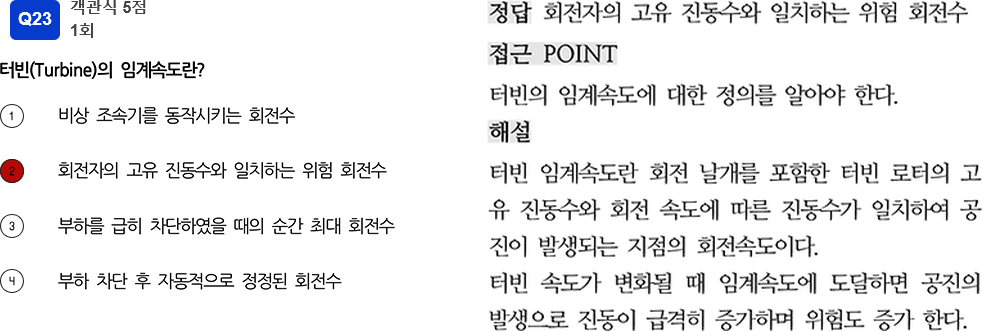 Q23
객관식 5점
1회
터빈(Turbine)의 임계속도란?
1 비상 조속기를 동작시키는 회전수
2 회전자의 고유 진동수와 일치하는 위험 회전수
3 부하를 급히 차단하였을 때의 순간 최대 회전수
4 부하 차단 후 자동적으로 정정된 회전수
정답 회전자의 고유 진동수와 일치하는 위험 회전수
접근 POINT
터빈의 임계속도에 대한 정의를 알아야 한다.
해설
터빈 임계속도란 회전 날개를 포함한 터빈 로터의 고
유 진동수와 회전 속도에 따른 진동수가 일치하여 공
진이 발생되는 지점의 회전속도이다.
터빈 속도가 변화될 때 임계속도에 도달하면 공진의
발생으로 진동이 급격히 증가하며 위험도 증가 한다.